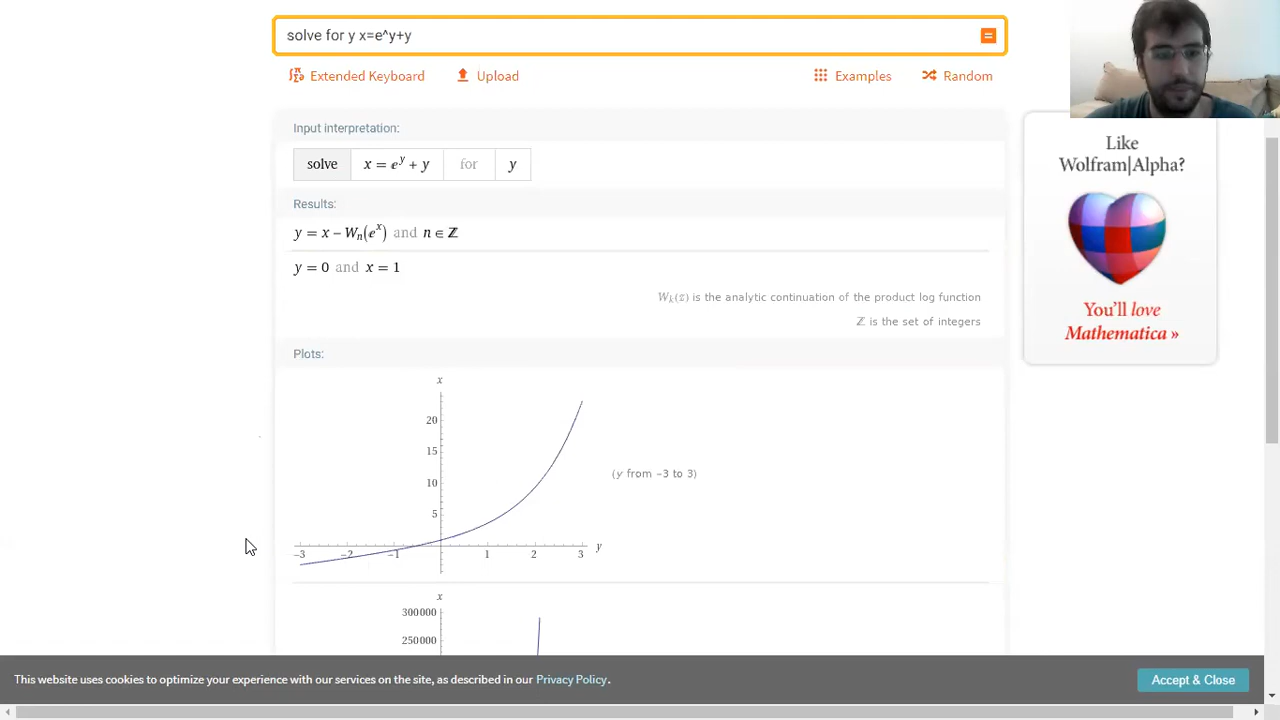 solve for y x=e^y+y
=
Extended Keyboard
Upload
Examples
Random
Input interpretation:
solve x = e^y + y for y
Results:
y = x − W_n(e^x) and n ∈ ℤ
y = 0 and x = 1
W_k(z) is the analytic continuation of the product log function
ℤ is the set of integers
Plots:
x
20
15
10
5
−3 −2 −1 1 2 3 y
(y from −3 to 3)
x
300000
250000
Like
Wolfram|Alpha?
You'll love
Mathematica »
This website uses cookies to optimize your experience with our services on the site, as described in our Privacy Policy.
Accept & Close